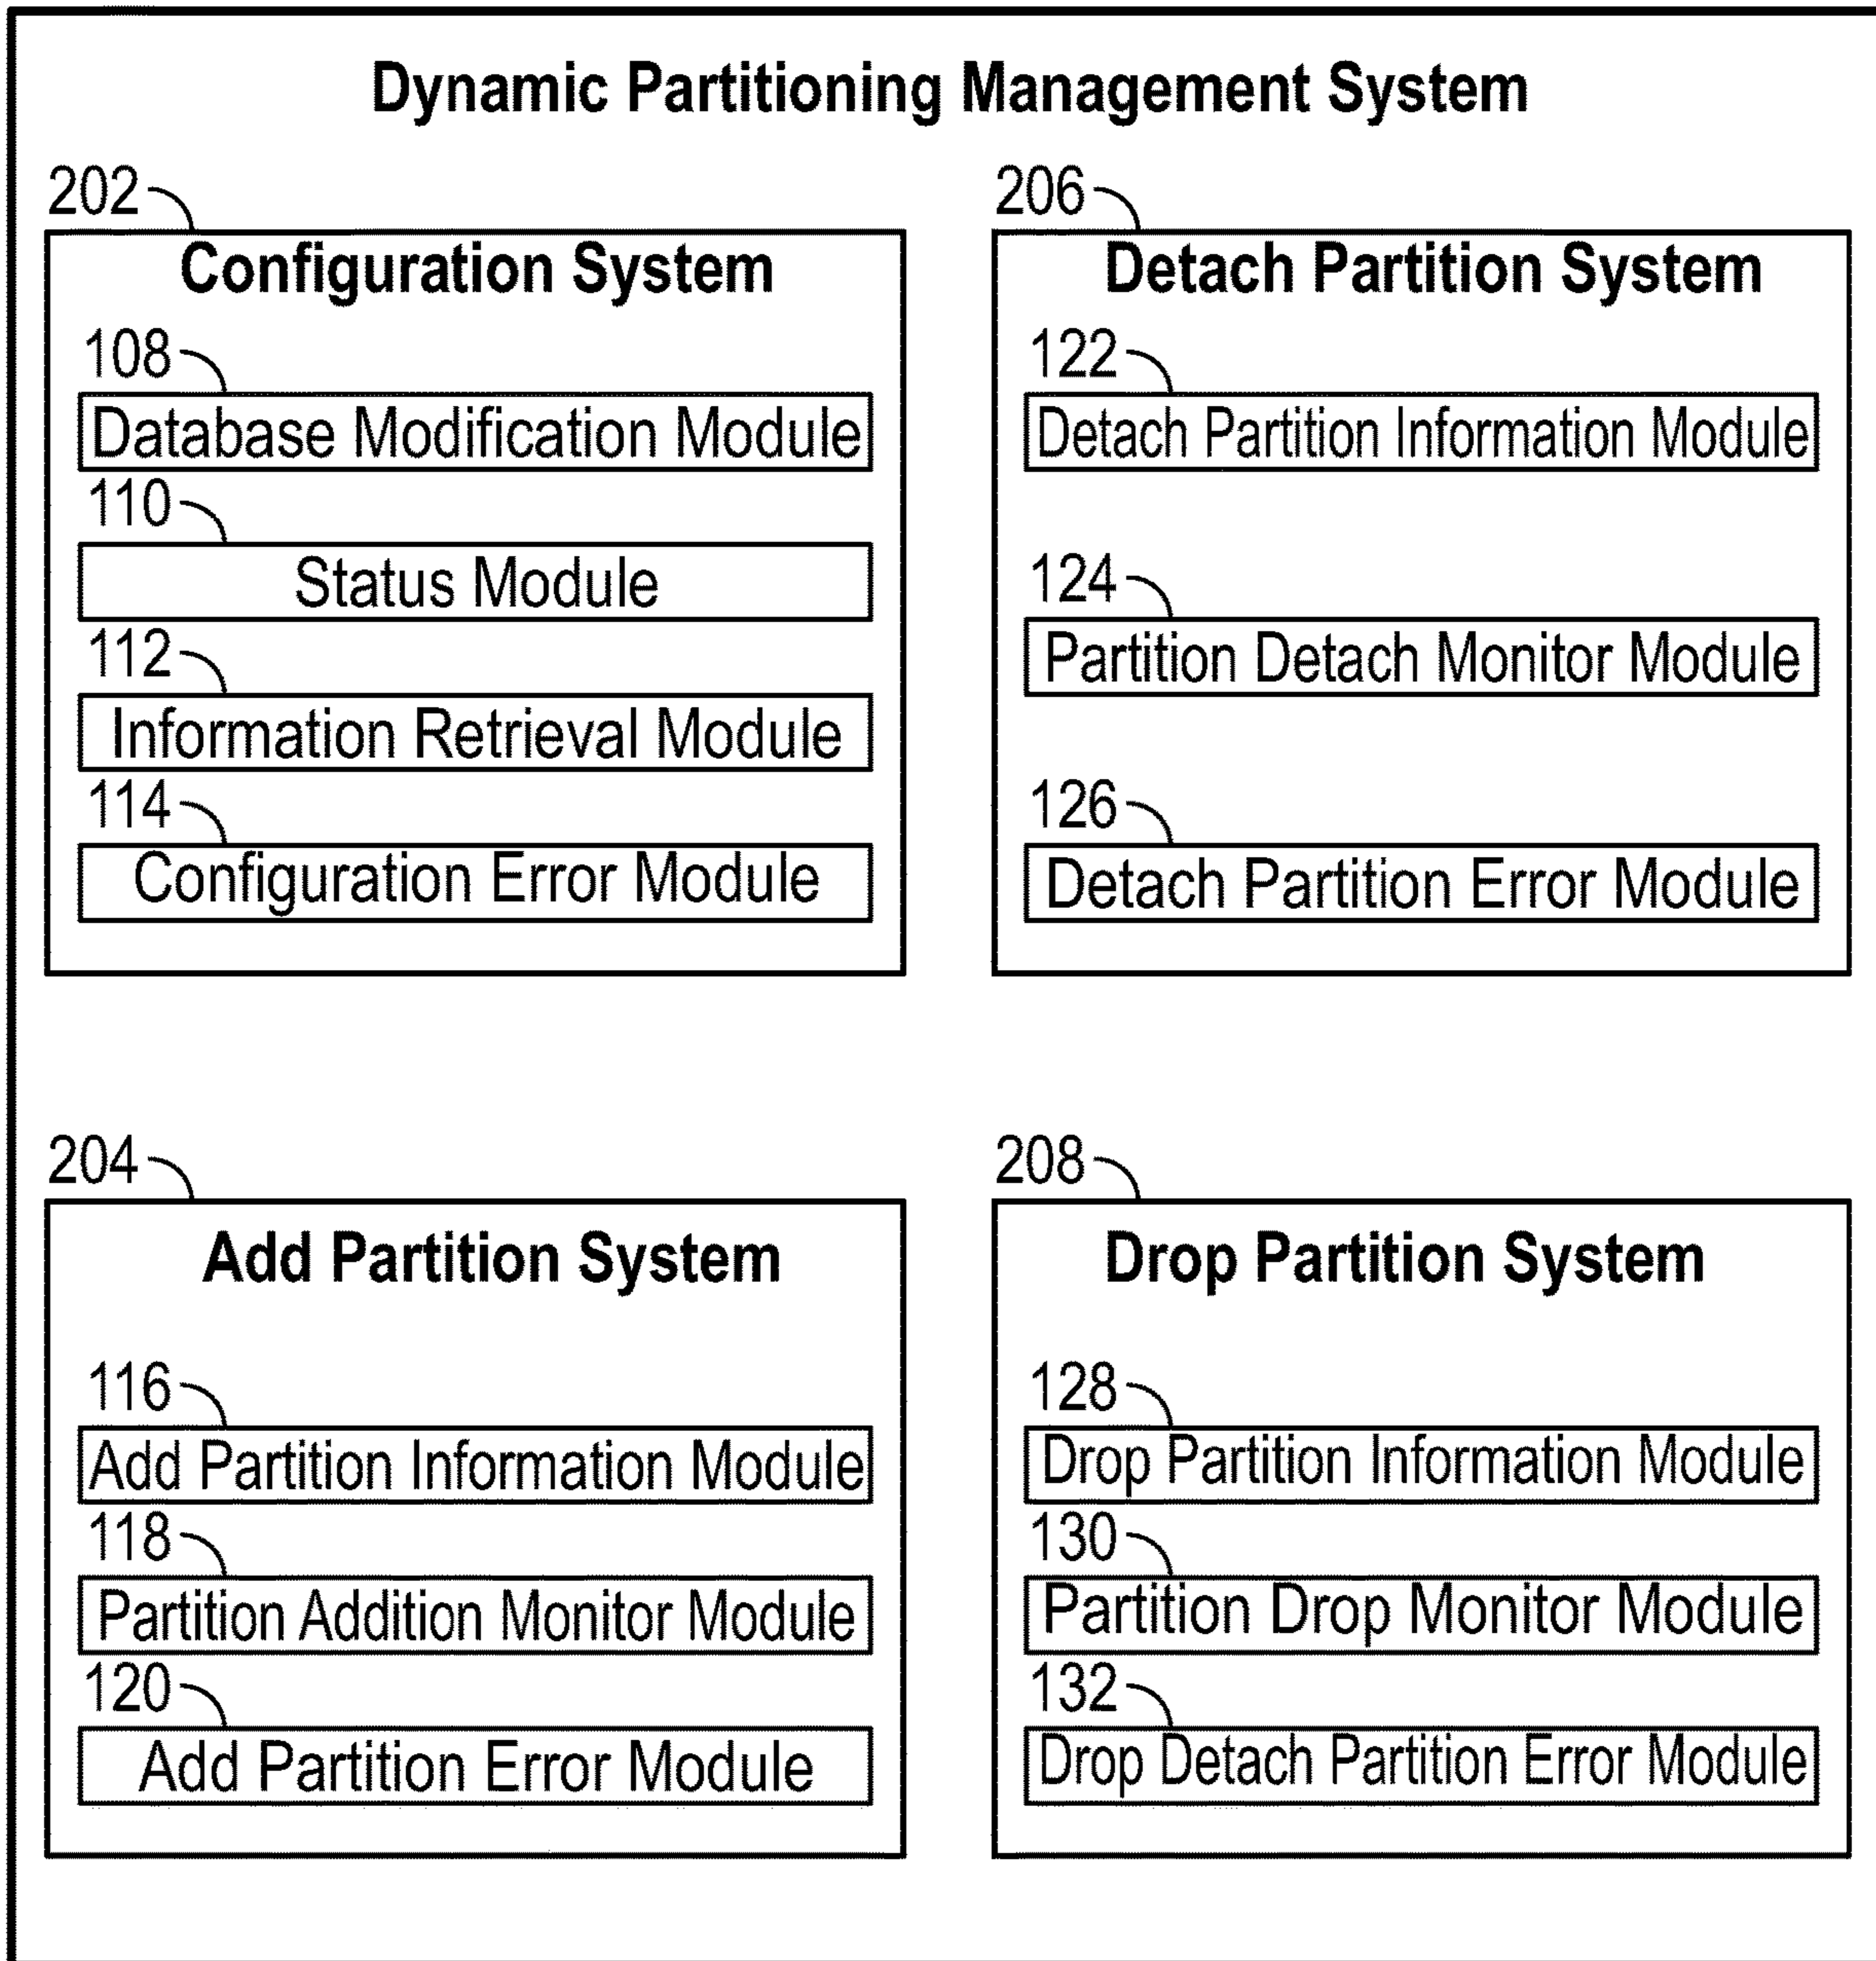 Dynamic Partitioning Management System
202
Configuration System
108
Database Modification Module
110
Status Module
112
Information Retrieval Module
114
Configuration Error Module
206
Detach Partition System
122
Detach Partition Information Module
124
Partition Detach Monitor Module
126
Detach Partition Error Module
204
Add Partition System
116
Add Partition Information Module
118
Partition Addition Monitor Module
120
Add Partition Error Module
208
Drop Partition System
128
Drop Partition Information Module
130
Partition Drop Monitor Module
132
Drop Detach Partition Error Module